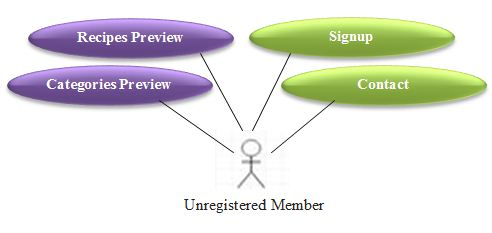 Recipes Preview
Signup
Categories Preview
Contact
Unregistered Member